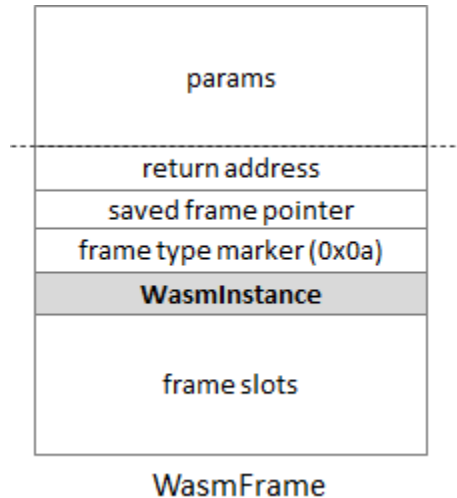 params
return address
saved frame pointer
frame type marker (0x0a)
WasmInstance
frame slots
WasmFrame